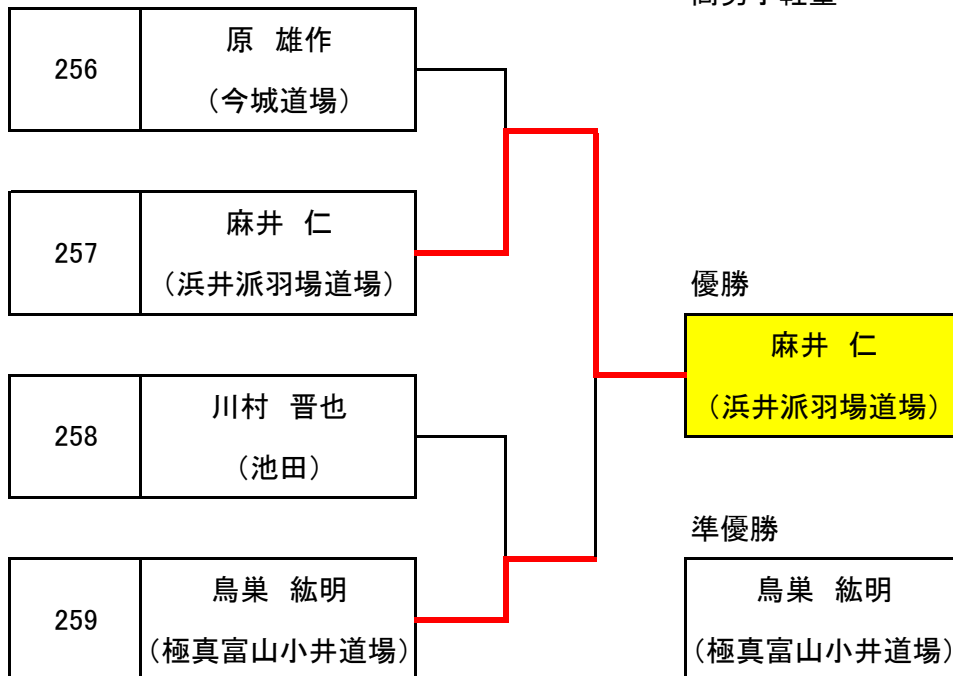 256
原 雄作
（今城道場）
257
麻井 仁
（浜井派羽場道場）
258
川村 晋也
（池田）
259
鳥巣 紘明
（極真富山小井道場）
優勝
麻井 仁
（浜井派羽場道場）
準優勝
鳥巣 紘明
（極真富山小井道場）